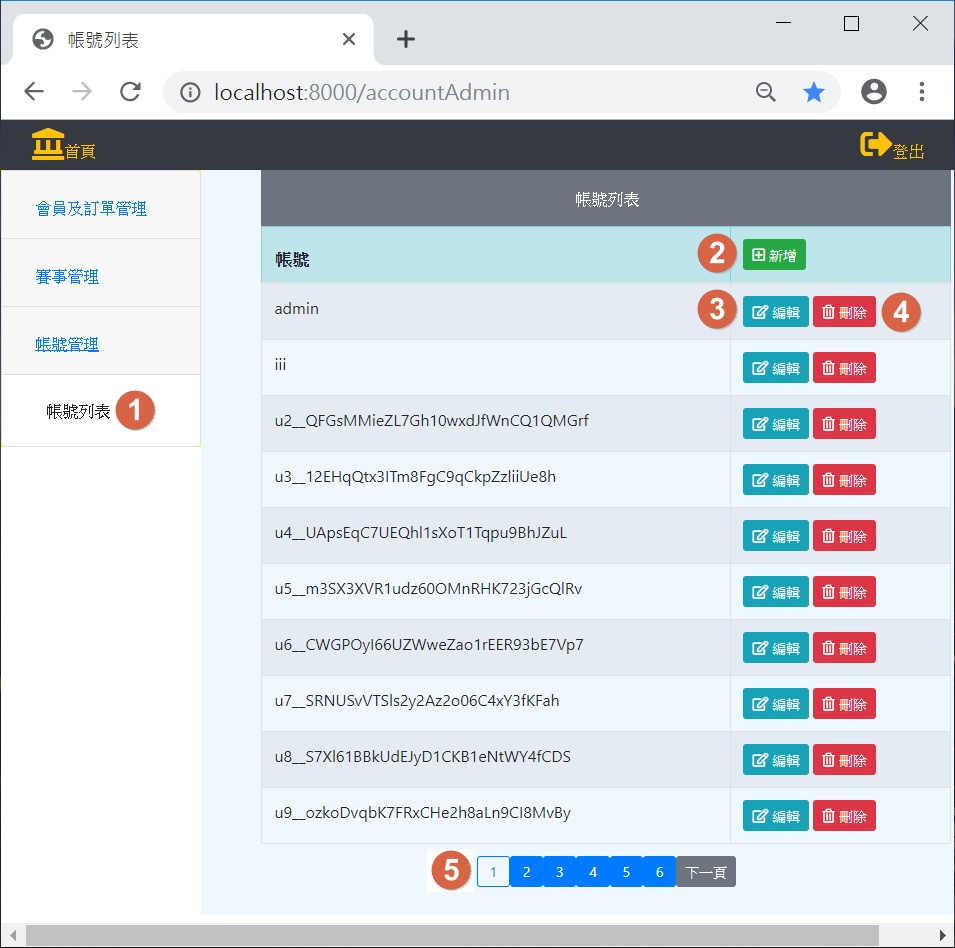 帳號列表
localhost:8000/accountAdmin
首頁
登出
會員及訂單管理
賽事管理
帳號管理
帳號列表 1
帳號列表
帳號 2 新增
admin 3 編輯 刪除 4
iii 編輯 刪除
u2__QFGsMMieZL7Gh10wxdJfWnCQ1QMGrf 編輯 刪除
u3__12EHqQtx3ITm8FgC9qCkpZzliiUe8h 編輯 刪除
u4__UApsEqC7UEQhl1sXoT1Tqpu9BhJZuL 編輯 刪除
u5__m3SX3XVR1udz60OMnRHK723jGcQlRv 編輯 刪除
u6__CWGPOyI66UZWweZao1rEER93bE7Vp7 編輯 刪除
u7__SRNUSvVTSls2y2Az2o06C4xY3fKFah 編輯 刪除
u8__S7Xl61BBkUdEJyD1CKB1eNtWY4fCDS 編輯 刪除
u9__ozkoDvqbK7FRxCHe2h8aLn9CI8MvBy 編輯 刪除
5 1 2 3 4 5 6 下一頁